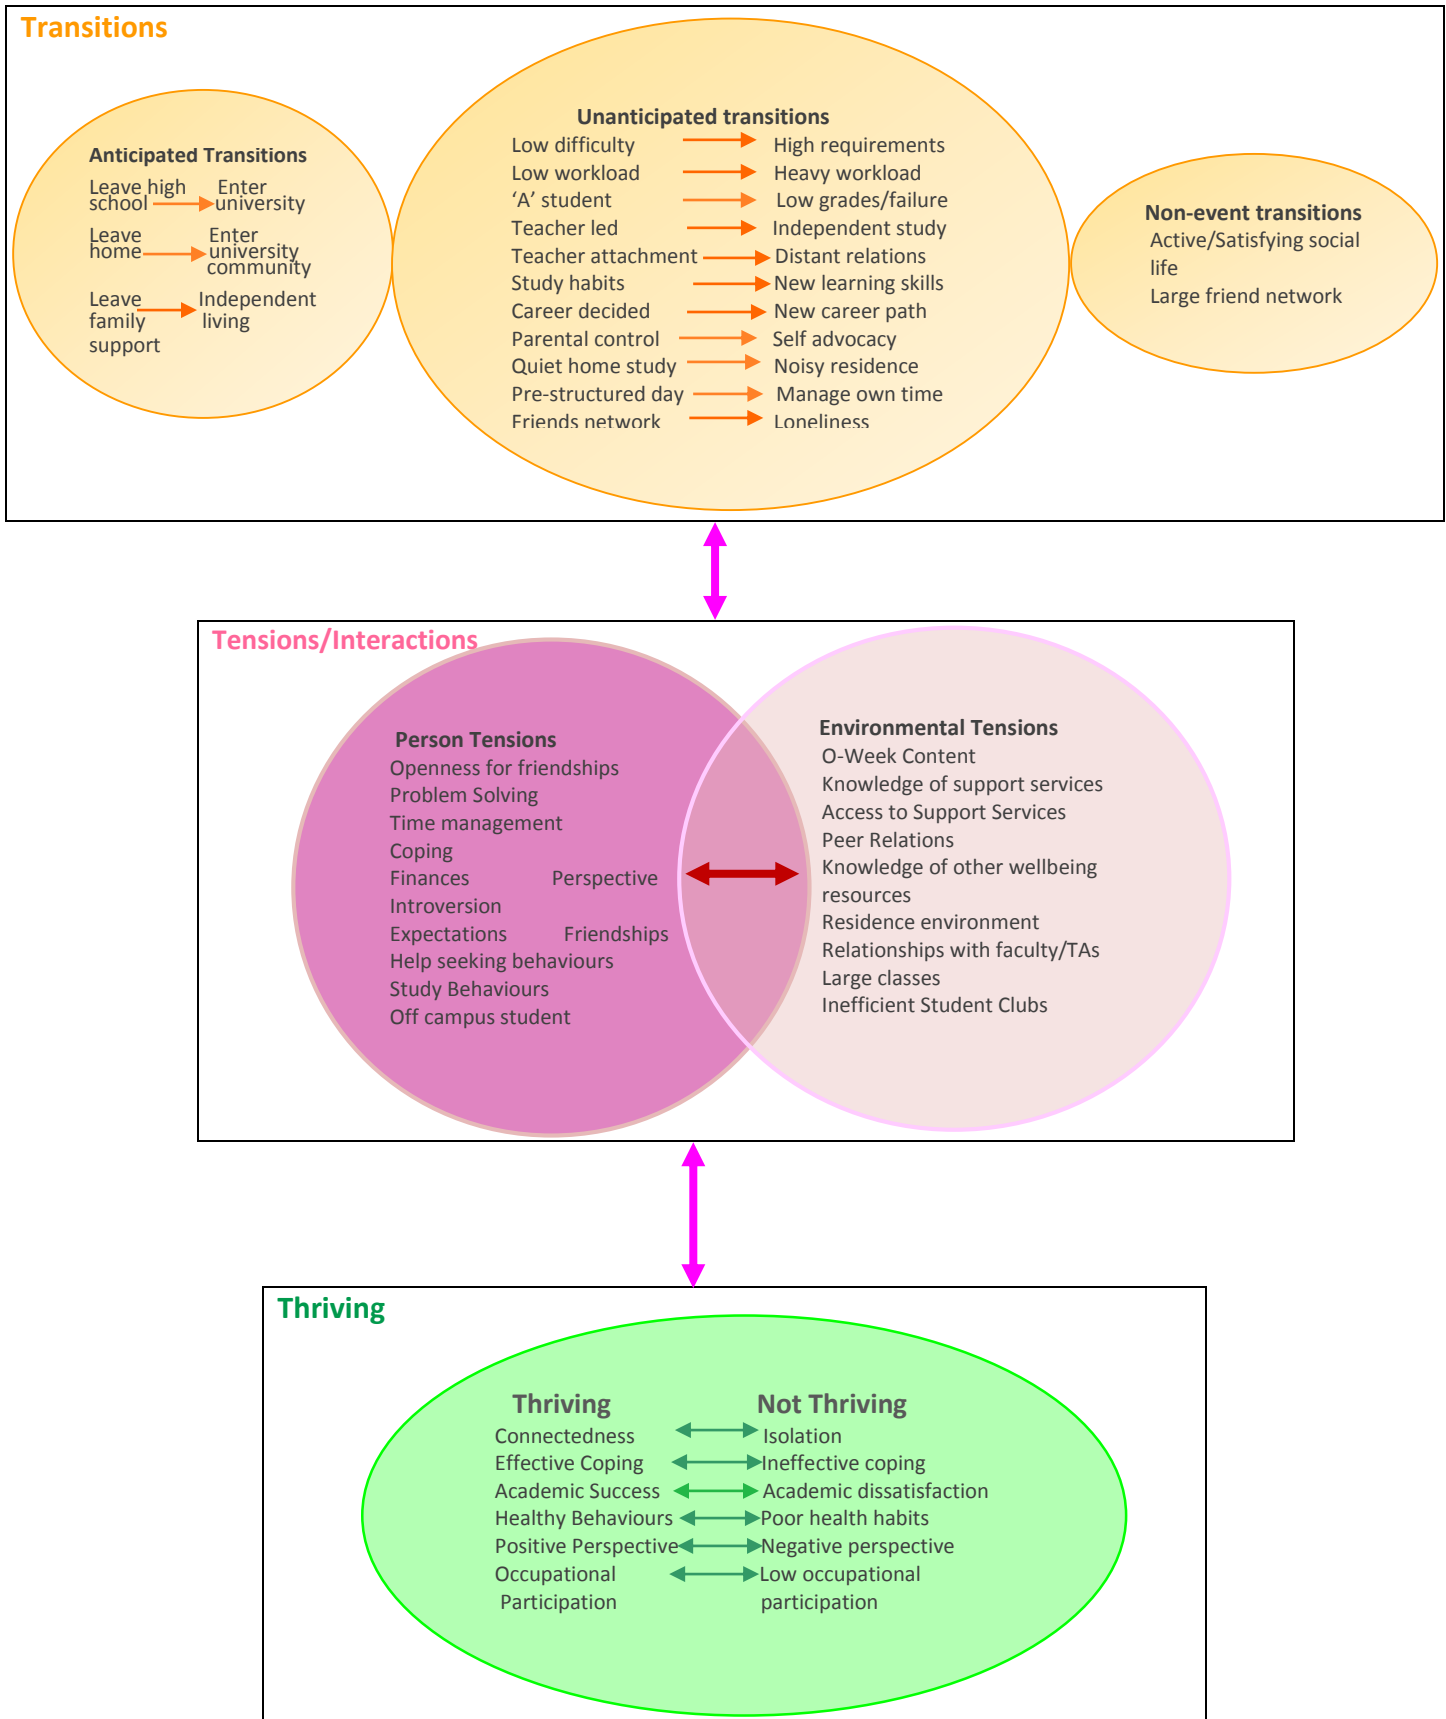 Transitions
Anticipated Transitions
Leave high Enter
school university
Leave Enter
home university
community
Leave Independent
family living
support
Unanticipated transitions
Low difficulty High requirements
Low workload Heavy workload
‘A’ student Low grades/failure
Teacher led Independent study
Teacher attachment Distant relations
Study habits New learning skills
Career decided New career path
Parental control Self advocacy
Quiet home study Noisy residence
Pre-structured day Manage own time
Friends network Loneliness
Non-event transitions
Active/Satisfying social
life
Large friend network
Tensions/Interactions
Person Tensions
Openness for friendships
Problem Solving
Time management
Coping
Finances Perspective
Introversion
Expectations Friendships
Help seeking behaviours
Study Behaviours
Off campus student
Environmental Tensions
O-Week Content
Knowledge of support services
Access to Support Services
Peer Relations
Knowledge of other wellbeing
resources
Residence environment
Relationships with faculty/TAs
Large classes
Inefficient Student Clubs
Thriving
Thriving Not Thriving
Connectedness Isolation
Effective Coping Ineffective coping
Academic Success Academic dissatisfaction
Healthy Behaviours Poor health habits
Positive Perspective Negative perspective
Occupational Low occupational
Participation participation